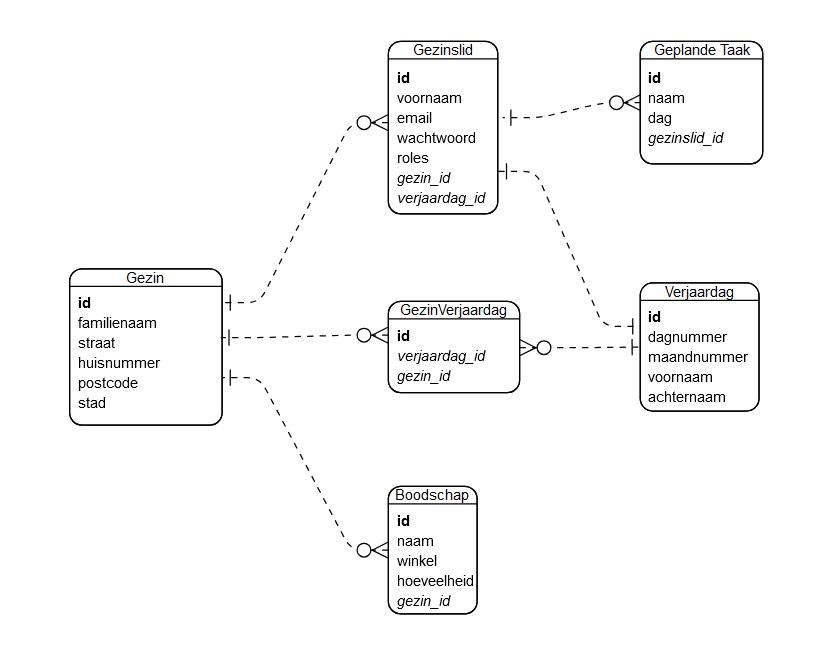 Gezinslid
id
voornaam
email
wachtwoord
roles
gezin_id
verjaardag_id
Geplande Taak
id
naam
dag
gezinslid_id
Gezin
id
familienaam
straat
huisnummer
postcode
stad
GezinVerjaardag
id
verjaardag_id
gezin_id
Verjaardag
id
dagnummer
maandnummer
voornaam
achternaam
Boodschap
id
naam
winkel
hoeveelheid
gezin_id